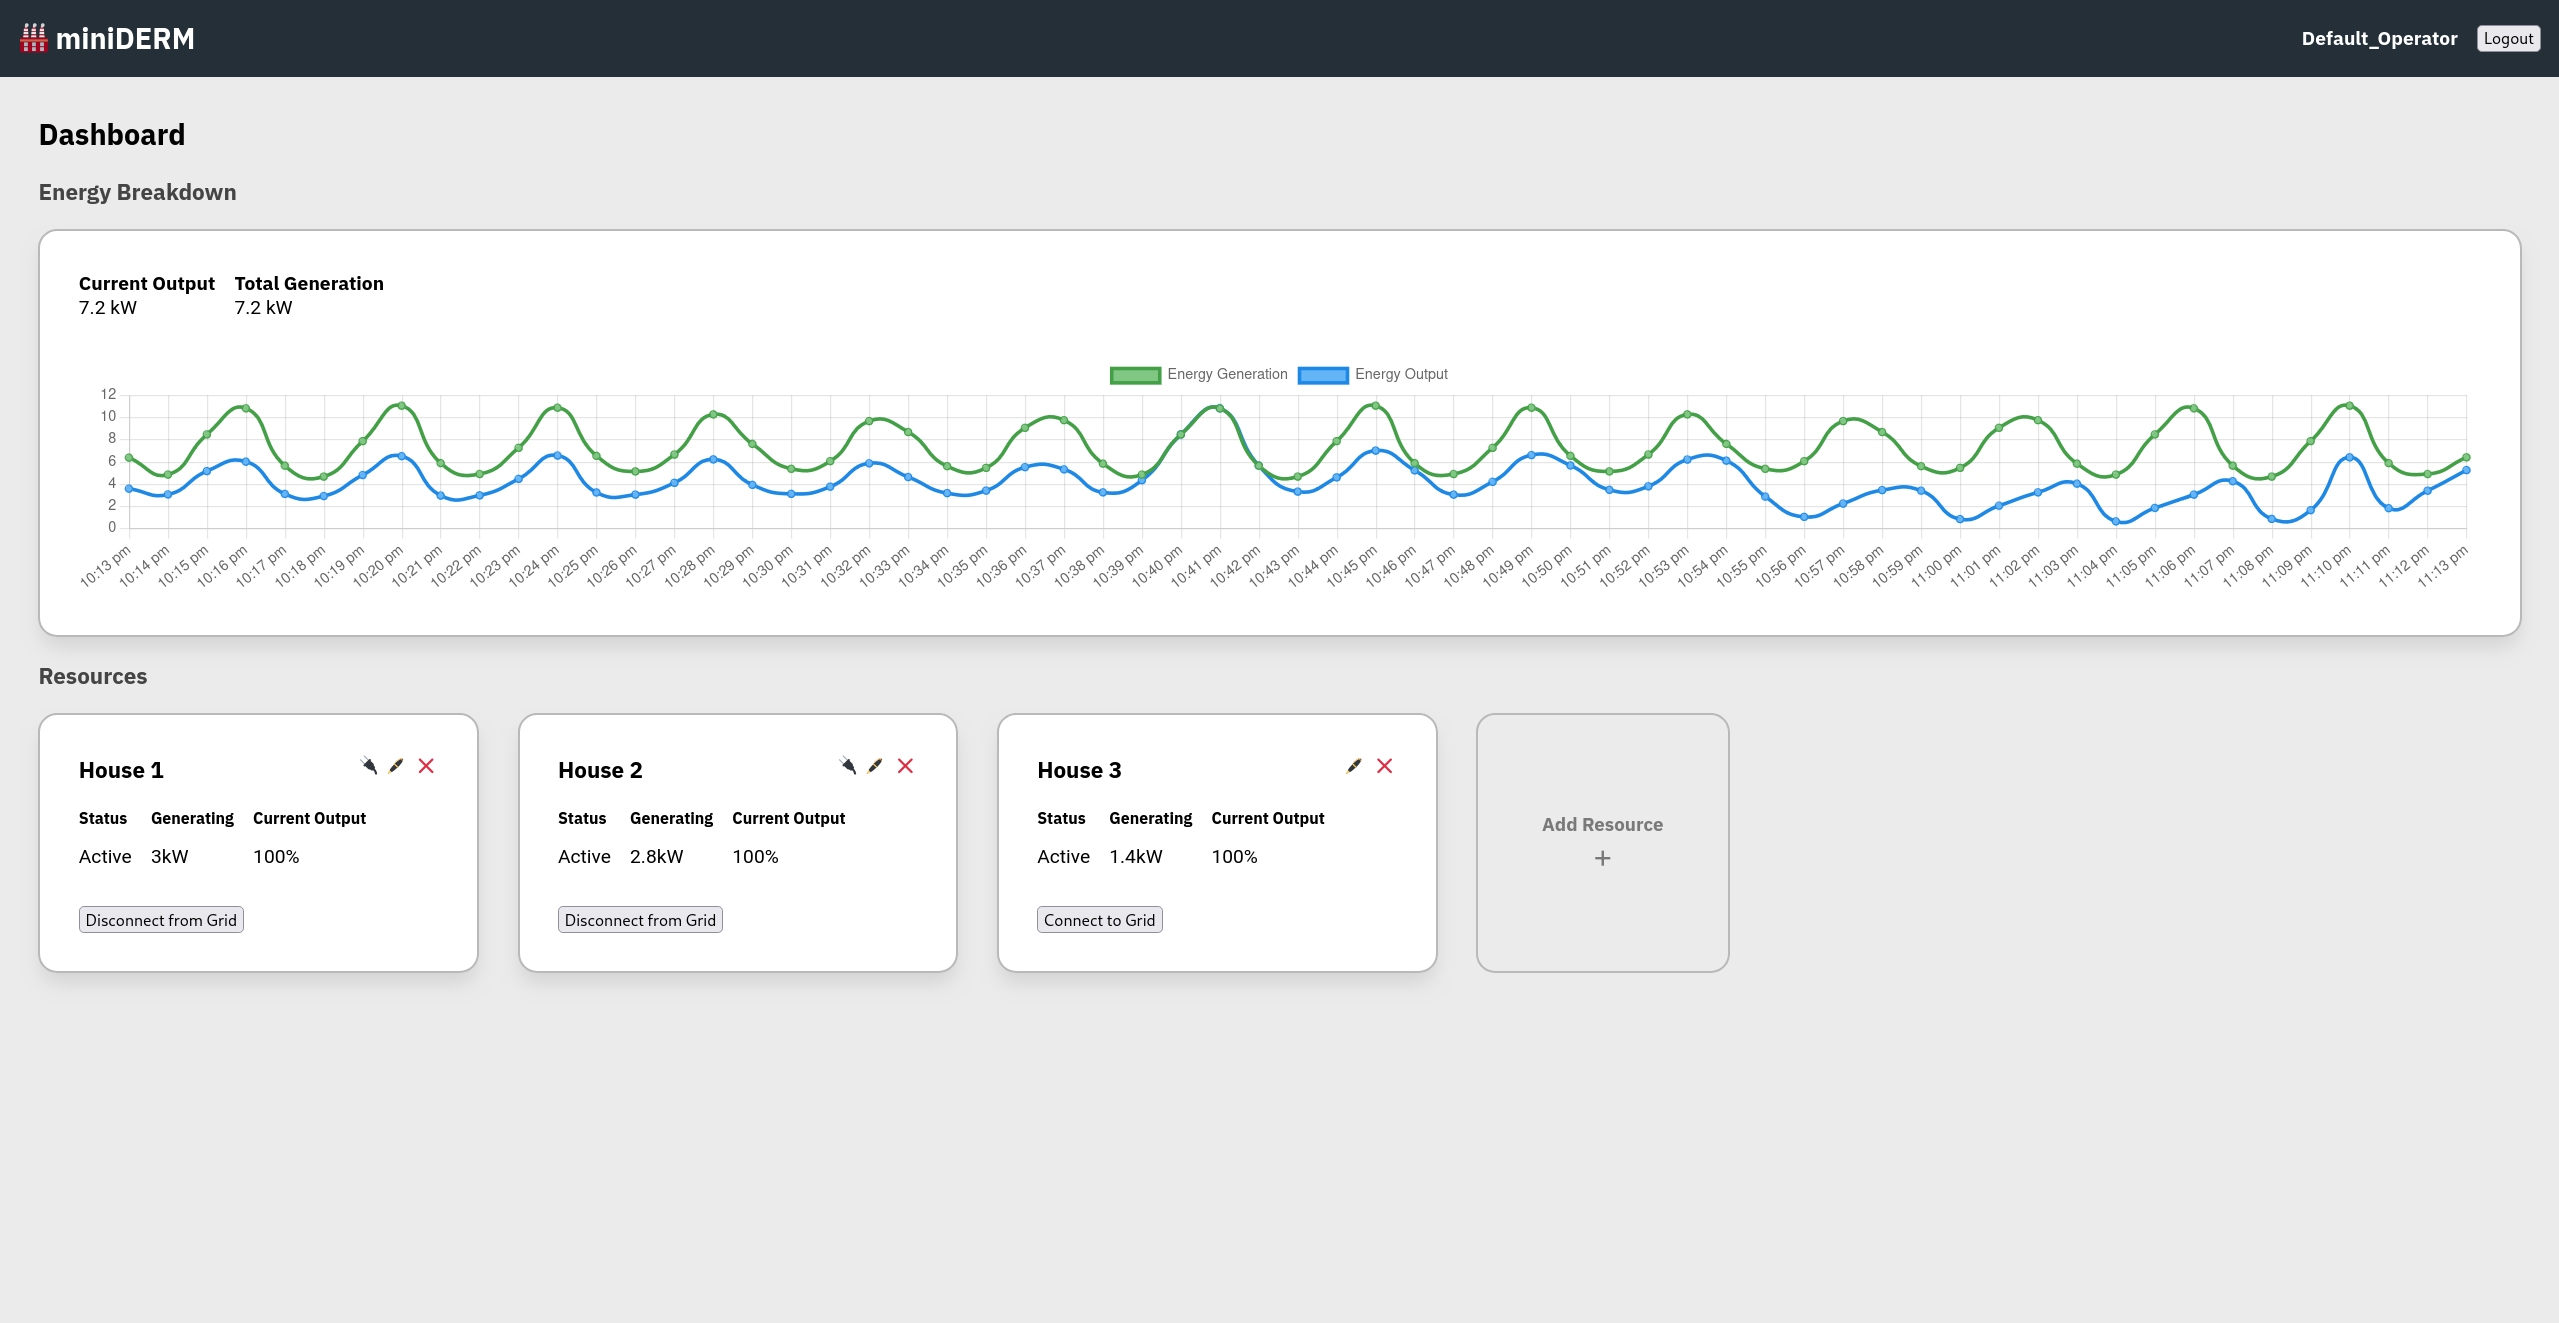 miniDERM
Default_Operator Logout
Dashboard
Energy Breakdown
Current Output Total Generation
7.2 kW 7.2 kW
Energy Generation Energy Output
12
10
8
6
4
2
0
10:13 pm 10:14 pm 10:15 pm 10:16 pm 10:17 pm 10:18 pm 10:19 pm 10:20 pm 10:21 pm 10:22 pm 10:23 pm 10:24 pm 10:25 pm 10:26 pm 10:27 pm 10:28 pm 10:29 pm 10:30 pm 10:31 pm 10:32 pm 10:33 pm 10:34 pm 10:35 pm 10:36 pm 10:37 pm 10:38 pm 10:39 pm 10:40 pm 10:41 pm 10:42 pm 10:43 pm 10:44 pm 10:45 pm 10:46 pm 10:47 pm 10:48 pm 10:49 pm 10:50 pm 10:51 pm 10:52 pm 10:53 pm 10:54 pm 10:55 pm 10:56 pm 10:57 pm 10:58 pm 10:59 pm 11:00 pm 11:01 pm 11:02 pm 11:03 pm 11:04 pm 11:05 pm 11:06 pm 11:07 pm 11:08 pm 11:09 pm 11:10 pm 11:11 pm 11:12 pm 11:13 pm
Resources
House 1
Status Generating Current Output
Active 3kW 100%
Disconnect from Grid
House 2
Status Generating Current Output
Active 2.8kW 100%
Disconnect from Grid
House 3
Status Generating Current Output
Active 1.4kW 100%
Connect to Grid
Add Resource
+